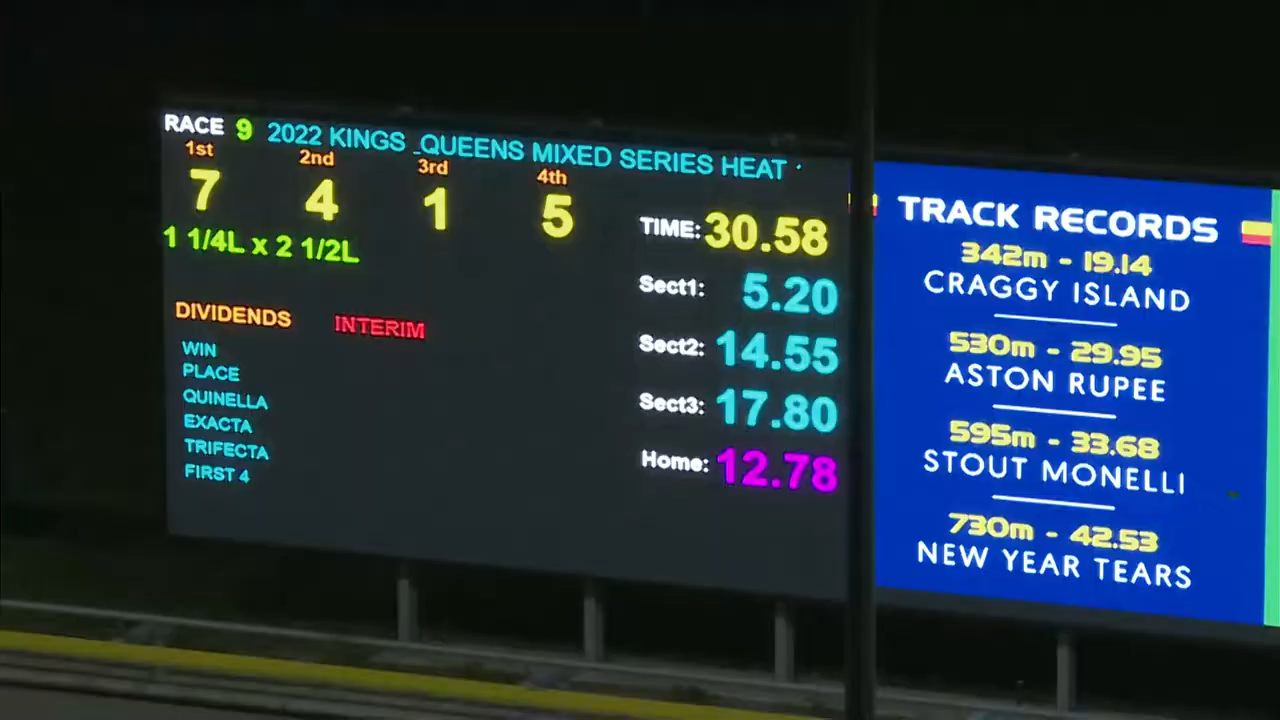 RACE 9 2022 KINGS _QUEENS MIXED SERIES HEAT
1st 2nd 3rd 4th
7 4 1 5
1 1/4L x 2 1/2L
TIME: 30.58
Sect1: 5.20
Sect2: 14.55
Sect3: 17.80
Home: 12.78
DIVIDENDS INTERIM
WIN
PLACE
QUINELLA
EXACTA
TRIFECTA
FIRST 4
TRACK RECORDS
342m - 19.14
CRAGGY ISLAND
530m - 29.95
ASTON RUPEE
595m - 33.68
STOUT MONELLI
730m - 42.53
NEW YEAR TEARS